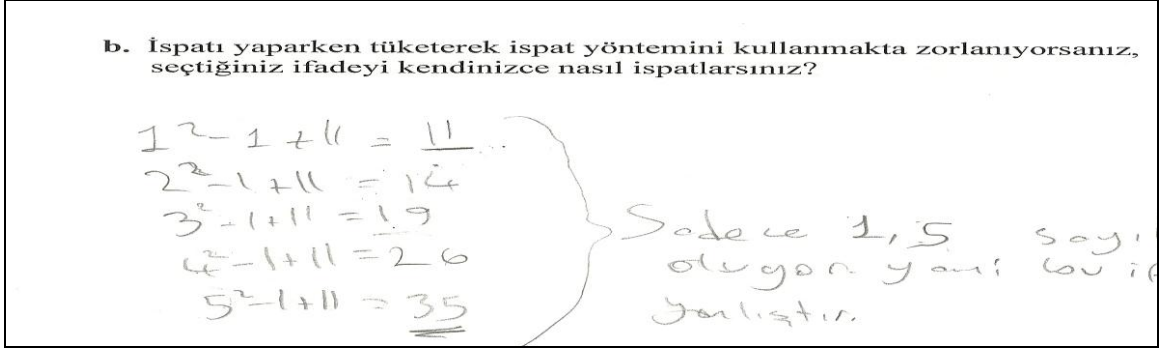 b. İspatı yaparken tüketerek ispat yöntemini kullanmakta zorlanıyorsanız,
seçtiğiniz ifadeyi kendinizce nasıl ispatlarsınız?
1² - 1 + 11 = 11
2² - 1 + 11 = 14
3² - 1 + 11 = 19
4² - 1 + 11 = 26
5² - 1 + 11 = 35
Sadece 1, 5 sayı
oluyor yani bu
yanlıştır.